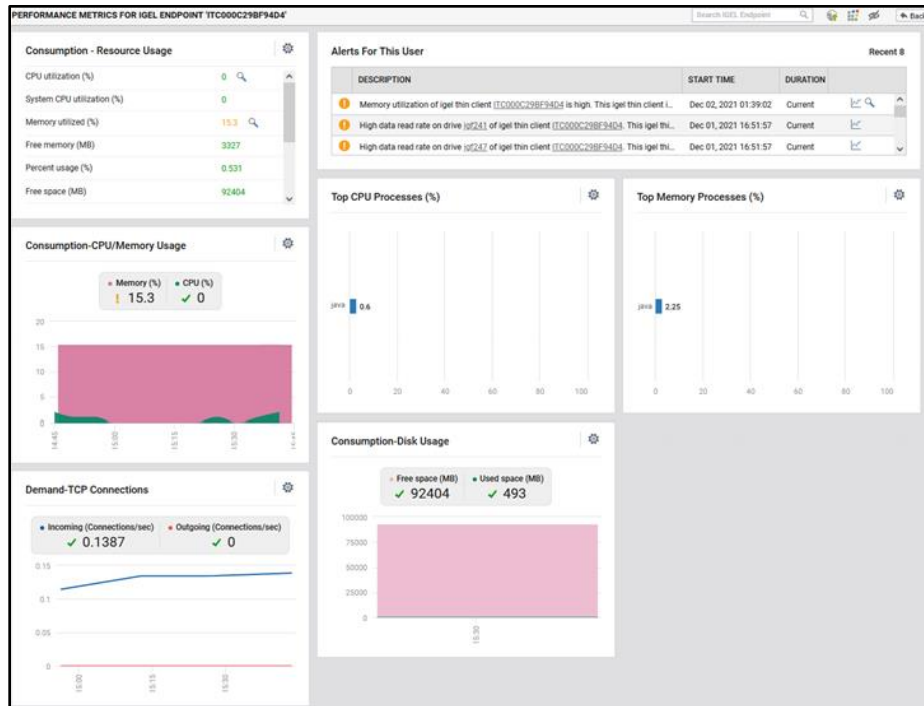 PERFORMANCE METRICS FOR IGEL ENDPOINT 'ITC000C29BF94D4'
Search IGEL Endpoint
Back
Consumption - Resource Usage
CPU utilization (%) 0
System CPU utilization (%) 0
Memory utilized (%) 15.3
Free memory (MB) 3327
Percent usage (%) 0.531
Free space (MB) 92404
Alerts For This User
Recent 8
DESCRIPTION START TIME DURATION
Memory utilization of igel thin client ITC000C29BF94D4 is high. This igel thin client i... Dec 02, 2021 01:39:02 Current
High data read rate on drive igf241 of igel thin client ITC000C29BF94D4. This igel thi... Dec 01, 2021 16:51:57 Current
High data read rate on drive igf247 of igel thin client ITC000C29BF94D4. This igel thi... Dec 01, 2021 16:51:57 Current
Consumption-CPU/Memory Usage
Memory (%) CPU (%)
15.3 0
20
15
10
5
0
14:45 15:00 15:15 15:30
Top CPU Processes (%)
java 0.6
0 20 40 60 80 100
Top Memory Processes (%)
java 2.25
0 20 40 60 80 100
Demand-TCP Connections
Incoming (Connections/sec) Outgoing (Connections/sec)
0.1387 0
0.15
0.1
0.05
0
15:00 15:15 15:30
Consumption-Disk Usage
Free space (MB) Used space (MB)
92404 493
100000
75000
50000
25000
0
15:30